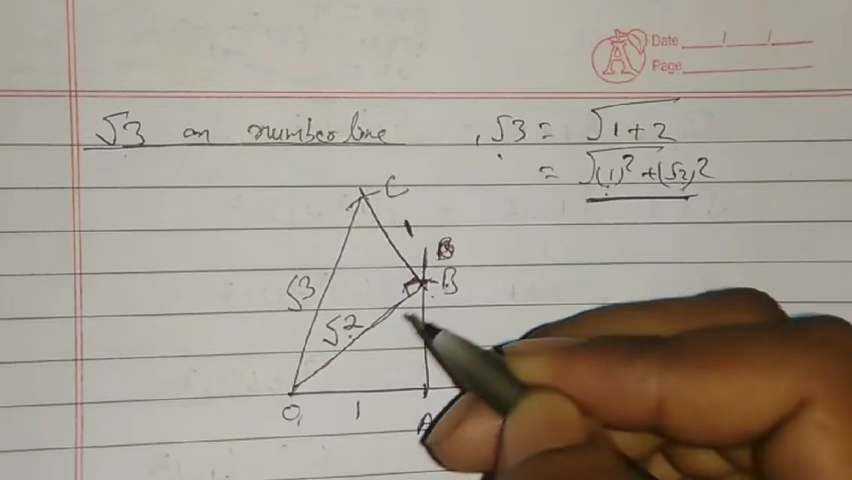 Date / /
Page
√3 on number line , √3 = √1+2
= √(1)²+(√2)²
C
1
B
√3
√2
O 1 A